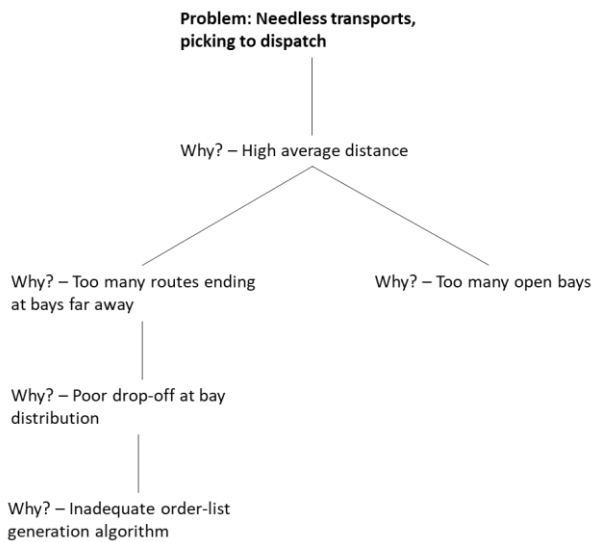 Problem: Needless transports,
picking to dispatch
Why? – High average distance
Why? – Too many routes ending
at bays far away
Why? – Too many open bays
Why? – Poor drop-off at bay
distribution
Why? – Inadequate order-list
generation algorithm